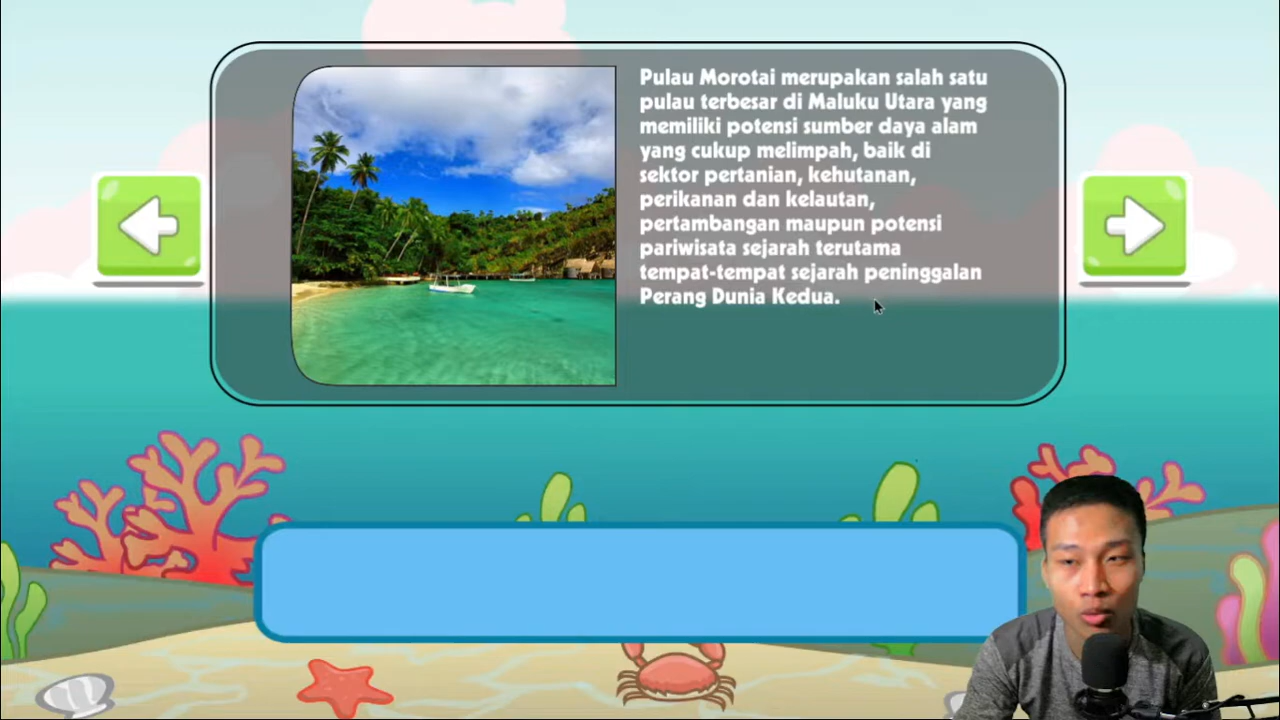 Pulau Morotai merupakan salah satu
pulau terbesar di Maluku Utara yang
memiliki potensi sumber daya alam
yang cukup melimpah, baik di
sektor pertanian, kehutanan,
perikanan dan kelautan,
pertambangan maupun potensi
pariwisata sejarah terutama
tempat-tempat sejarah peninggalan
Perang Dunia Kedua.